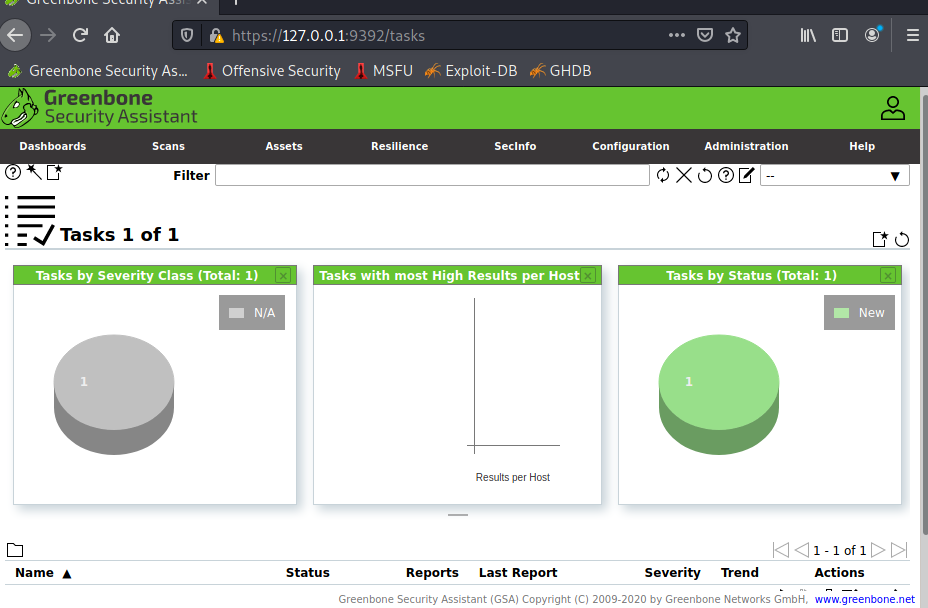 Greenbone Security Assis
https://127.0.0.1:9392/tasks
Greenbone Security As... Offensive Security MSFU Exploit-DB GHDB
Greenbone
Security Assistant
Dashboards Scans Assets Resilience SecInfo Configuration Administration Help
Filter --
Tasks 1 of 1
Tasks by Severity Class (Total: 1) Tasks with most High Results per Host Tasks by Status (Total: 1)
N/A New
1 1
Results per Host
1 - 1 of 1
Name ▲ Status Reports Last Report Severity Trend Actions
Greenbone Security Assistant (GSA) Copyright (C) 2009-2020 by Greenbone Networks GmbH, www.greenbone.net